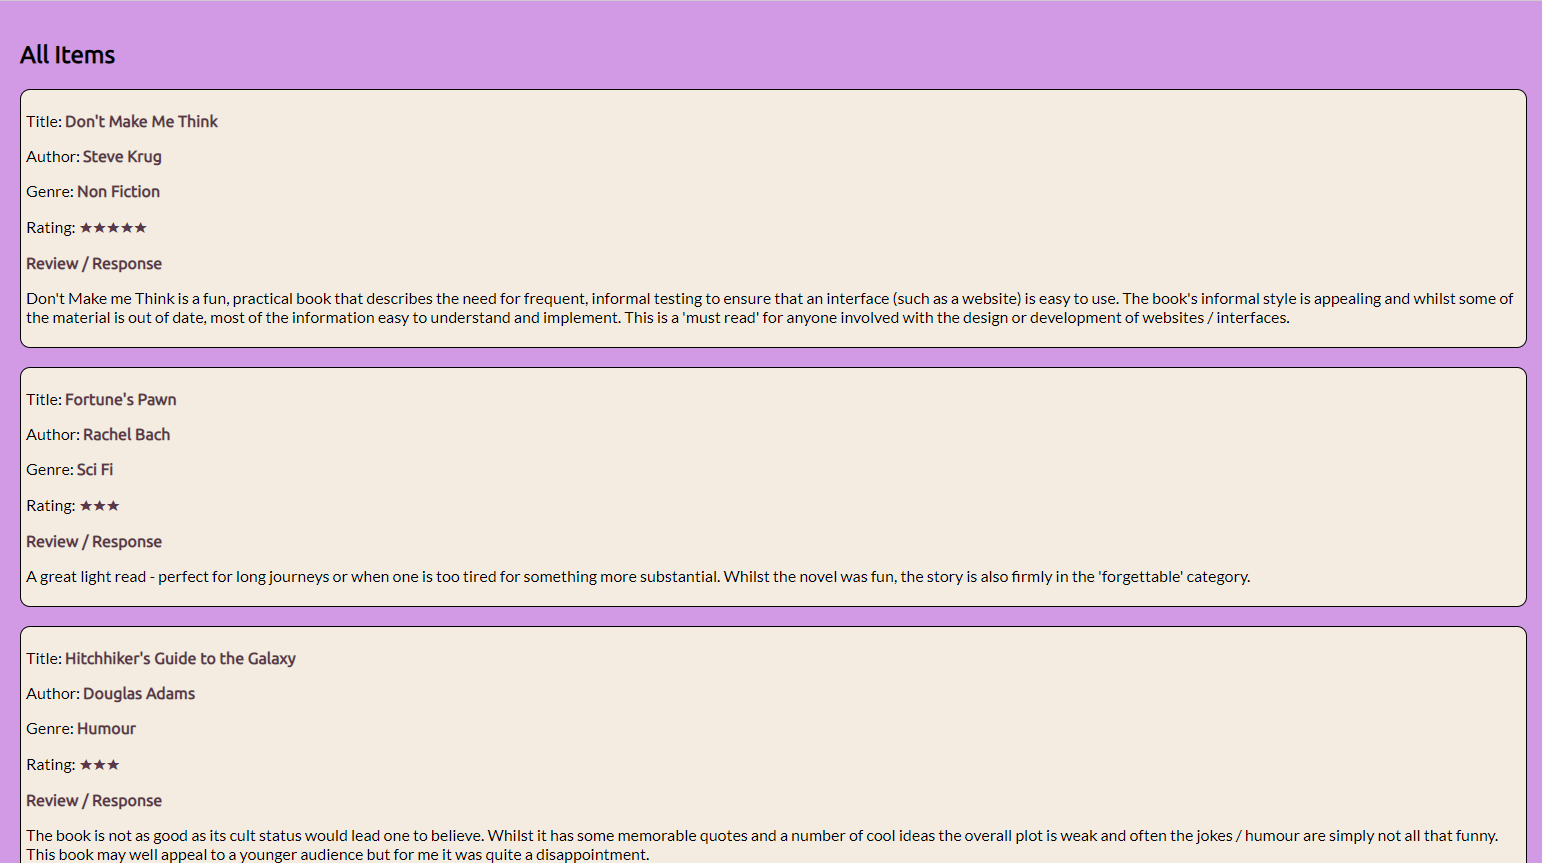 All Items
Title: Don't Make Me Think
Author: Steve Krug
Genre: Non Fiction
Rating: ★★★★★
Review / Response
Don't Make me Think is a fun, practical book that describes the need for frequent, informal testing to ensure that an interface (such as a website) is easy to use. The book's informal style is appealing and whilst some of
the material is out of date, most of the information easy to understand and implement. This is a 'must read' for anyone involved with the design or development of websites / interfaces.
Title: Fortune's Pawn
Author: Rachel Bach
Genre: Sci Fi
Rating: ★★★
Review / Response
A great light read - perfect for long journeys or when one is too tired for something more substantial. Whilst the novel was fun, the story is also firmly in the 'forgettable' category.
Title: Hitchhiker's Guide to the Galaxy
Author: Douglas Adams
Genre: Humour
Rating: ★★★
Review / Response
The book is not as good as its cult status would lead one to believe. Whilst it has some memorable quotes and a number of cool ideas the overall plot is weak and often the jokes / humour are simply not all that funny.
This book may well appeal to a younger audience but for me it was quite a disappointment.